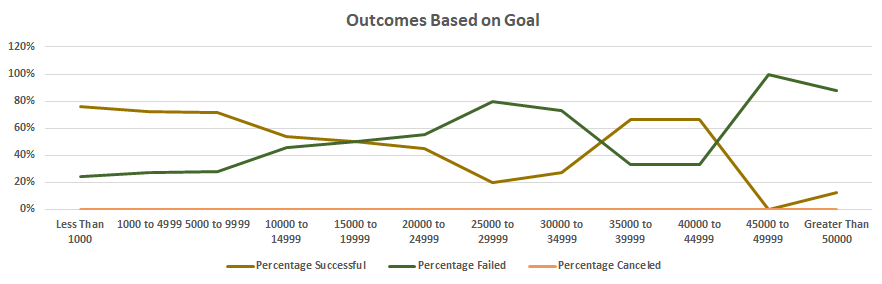 Outcomes Based on Goal
120%
100%
80%
60%
40%
20%
0%
Less Than 1000 to 4999 5000 to 9999 10000 to 15000 to 20000 to 25000 to 30000 to 35000 to 40000 to 45000 to Greater Than
1000 14999 19999 24999 29999 34999 39999 44999 49999 50000
Percentage Successful Percentage Failed Percentage Canceled